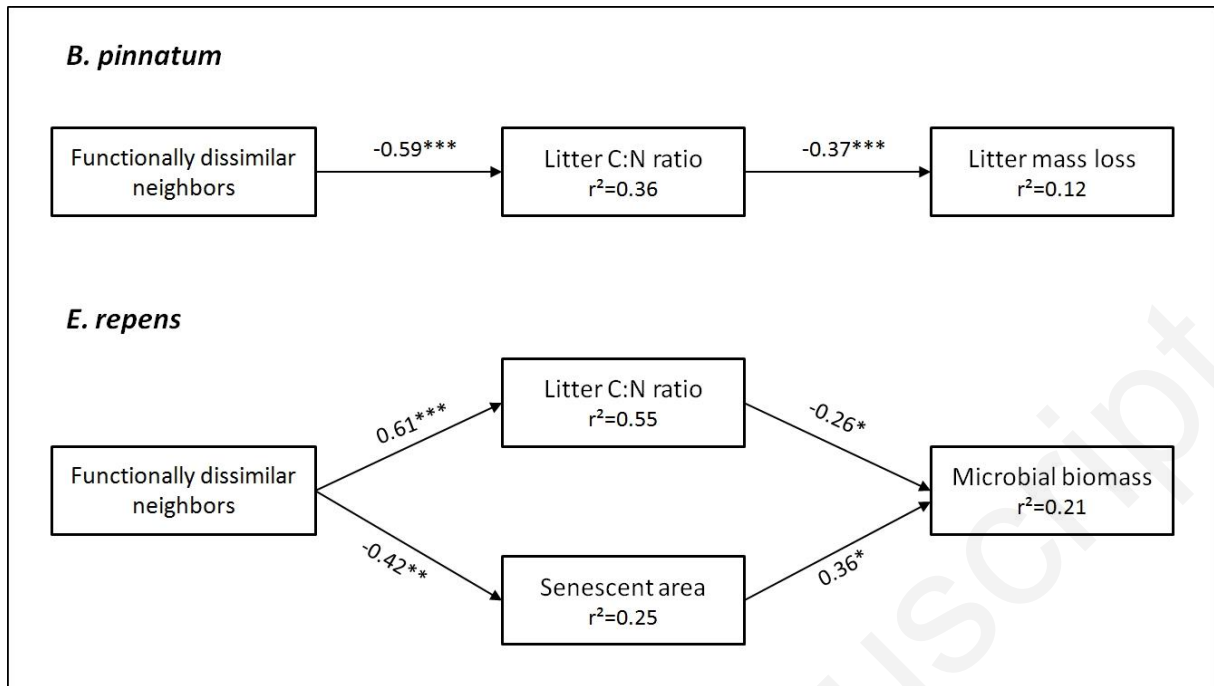 B. pinnatum
Functionally dissimilar
neighbors
-0.59***
Litter C:N ratio
r²=0.36
-0.37***
Litter mass loss
r²=0.12
E. repens
Functionally dissimilar
neighbors
0.61***
-0.42**
Litter C:N ratio
r²=0.55
Senescent area
r²=0.25
-0.26*
0.36*
Microbial biomass
r²=0.21
uscript